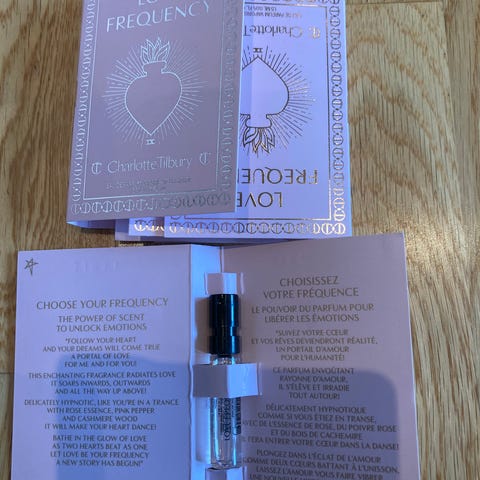 LOVE
FREQUENCY
Charlotte Tilbury
Charlotte T
LOVE
FREQUE
CHOOSE YOUR FREQUENCY
THE POWER OF SCENT
TO UNLOCK EMOTIONS
"FOLLOW YOUR HEART
AND YOUR DREAMS WILL COME TRUE
A PORTAL OF LOVE
FOR ME AND FOR YOU!
THIS ENCHANTING FRAGRANCE RADIATES LOVE
IT SOARS INWARDS, OUTWARDS
AND ALL THE WAY UP ABOVE!
DELICATELY HYPNOTIC, LIKE YOU'RE IN A TRANCE
WITH ROSE ESSENCE, PINK PEPPER
AND CASHMERE WOOD
IT WILL MAKE YOUR HEART DANCE!
BATHE IN THE GLOW OF LOVE
AS TWO HEARTS BEAT AS ONE
LET LOVE BE YOUR FREQUENCY
A NEW STORY HAS BEGUN!"
CHOISISSEZ
VOTRE FRÉQUENCE
LE POUVOIR DU PARFUM POUR
LIBÉRER LES ÉMOTIONS
"SUIVEZ VOTRE CŒUR
ET VOS RÊVES DEVIENDRONT RÉALITÉ,
UN PORTAIL D'AMOUR
POUR L'HUMANITÉ!
CE PARFUM ENVOÛTANT
RAYONNE D'AMOUR,
IL S'ÉLÈVE ET IRRADIE
TOUT AUTOUR!
DÉLICATEMENT HYPNOTIQUE
COMME SI VOUS ÉTIEZ EN TRANSE,
AVEC DE L'ESSENCE DE ROSE, DU POIVRE ROSE
ET DU BOIS DE CACHEMIRE
IL FERA ENTRER VOTRE CŒUR DANS LA DANSE!
PLONGEZ DANS L'ÉCLAT DE L'AMOUR
COMME DEUX CŒURS BATTANT À L'UNISSON,
LAISSEZ L'AMOUR VOUS FAIRE VIBRER